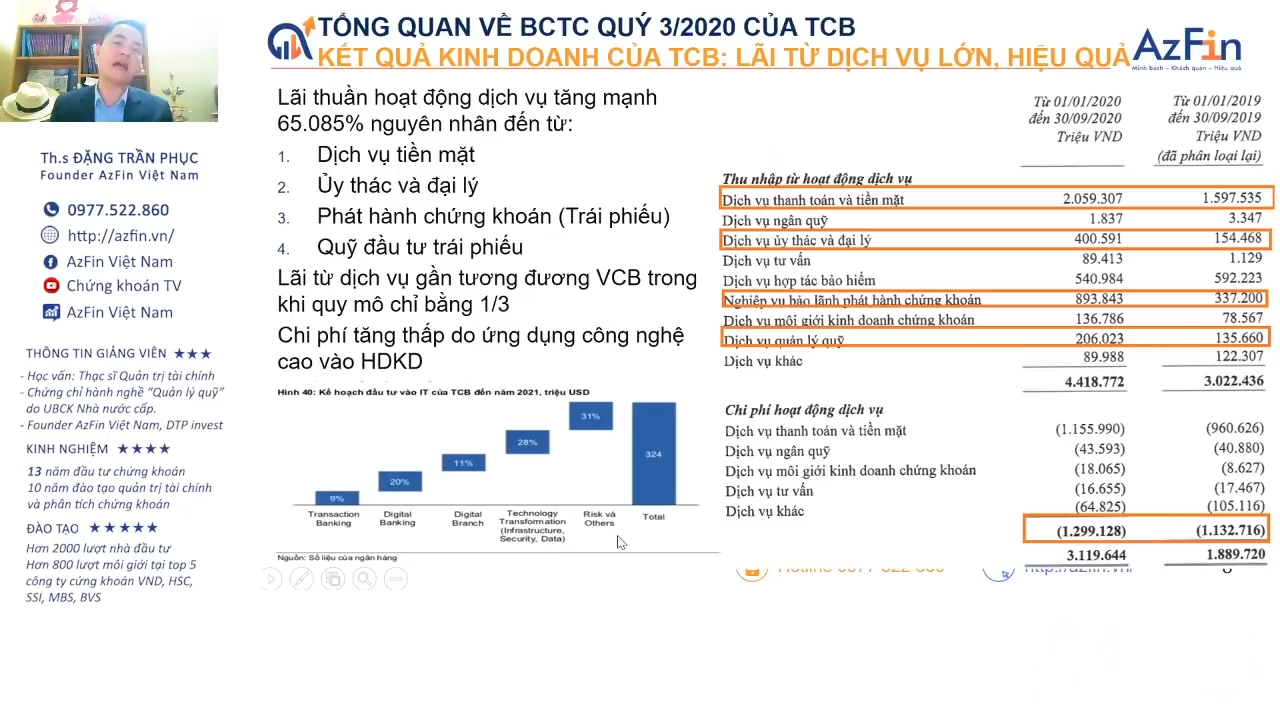 TỔNG QUAN VỀ BCTC QUÝ 3/2020 CỦA TCB
KẾT QUẢ KINH DOANH CỦA TCB: LÃI TỪ DỊCH VỤ LỚN, HIỆU QUẢ
AzFin
Minh bạch – Khách quan – Hiệu quả
Th.s ĐẶNG TRẦN PHỤC
Founder AzFin Việt Nam
0977.522.860
http://azfin.vn/
AzFin Việt Nam
Chứng khoán TV
AzFin Việt Nam
THÔNG TIN GIẢNG VIÊN ★★★
- Học vấn: Thạc sĩ Quản trị tài chính
- Chứng chỉ hành nghề “Quản lý quỹ”
do UBCK Nhà nước cấp.
- Founder AzFin Việt Nam, DTP invest
KINH NGHIỆM ★★★★
13 năm đầu tư chứng khoán
10 năm đào tạo quản trị tài chính
và phân tích chứng khoán
ĐÀO TẠO ★★★★★
Hơn 2000 lượt nhà đầu tư
Hơn 800 lượt môi giới tại top 5
công ty cứng khoán VND, HSC,
SSI, MBS, BVS
Lãi thuần hoạt động dịch vụ tăng mạnh
65.085% nguyên nhân đến từ:
1. Dịch vụ tiền mặt
2. Ủy thác và đại lý
3. Phát hành chứng khoán (Trái phiếu)
4. Quỹ đầu tư trái phiếu
Lãi từ dịch vụ gần tương đương VCB trong
khi quy mô chỉ bằng 1/3
Chi phí tăng thấp do ứng dụng công nghệ
cao vào HDKD
Hình 40: Kế hoạch đầu tư vào IT của TCB đến năm 2021, triệu USD
9% 20% 11% 28% 31% 324
Transaction Digital Digital Technology Risk và Total
Banking Banking Branch Transformation Others
(Infrastructure,
Security, Data)
Nguồn: Số liệu của ngân hàng
Từ 01/01/2020 Từ 01/01/2019
đến 30/09/2020 đến 30/09/2019
Triệu VND Triệu VND
(đã phân loại lại)
Thu nhập từ hoạt động dịch vụ
Dịch vụ thanh toán và tiền mặt 2.059.307 1.597.535
Dịch vụ ngân quỹ 1.837 3.347
Dịch vụ ủy thác và đại lý 400.591 154.468
Dịch vụ tư vấn 89.413 1.129
Dịch vụ hợp tác bảo hiểm 540.984 592.223
Nghiệp vụ bảo lãnh phát hành chứng khoán 893.843 337.200
Dịch vụ môi giới kinh doanh chứng khoán 136.786 78.567
Dịch vụ quản lý quỹ 206.023 135.660
Dịch vụ khác 89.988 122.307
4.418.772 3.022.436
Chi phí hoạt động dịch vụ
Dịch vụ thanh toán và tiền mặt (1.155.990) (960.626)
Dịch vụ ngân quỹ (43.593) (40.880)
Dịch vụ môi giới kinh doanh chứng khoán (18.065) (8.627)
Dịch vụ tư vấn (16.655) (17.467)
Dịch vụ khác (64.825) (105.116)
(1.299.128) (1.132.716)
3.119.644 1.889.720